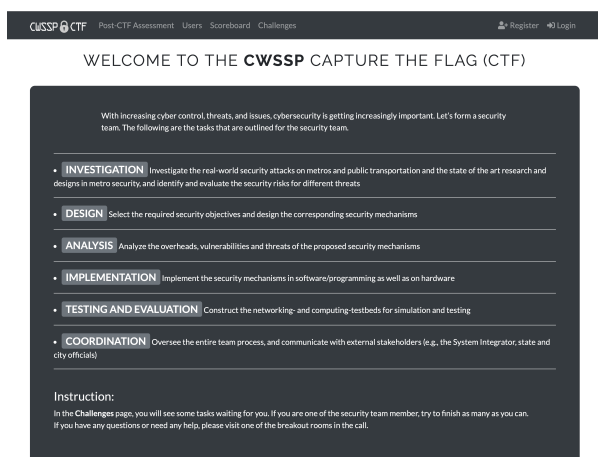 CWSSP CTF Post-CTF Assessment Users Scoreboard Challenges Register Login
WELCOME TO THE CWSSP CAPTURE THE FLAG (CTF)
With increasing cyber control, threats, and issues, cybersecurity is getting increasingly important. Let's form a security
team. The following are the tasks that are outlined for the security team.
• INVESTIGATION Investigate the real-world security attacks on metros and public transportation and the state of the art research and
designs in metro security, and identify and evaluate the security risks for different threats
• DESIGN Select the required security objectives and design the corresponding security mechanisms
• ANALYSIS Analyze the overheads, vulnerabilities and threats of the proposed security mechanisms
• IMPLEMENTATION Implement the security mechanisms in software/programming as well as on hardware
• TESTING AND EVALUATION Construct the networking- and computing-testbeds for simulation and testing
• COORDINATION Oversee the entire team process, and communicate with external stakeholders (e.g., the System Integrator, state and
city officials)
Instruction:
In the Challenges page, you will see some tasks waiting for you. If you are one of the security team member, try to finish as many as you can.
If you have any questions or need any help, please visit one of the breakout rooms in the call.